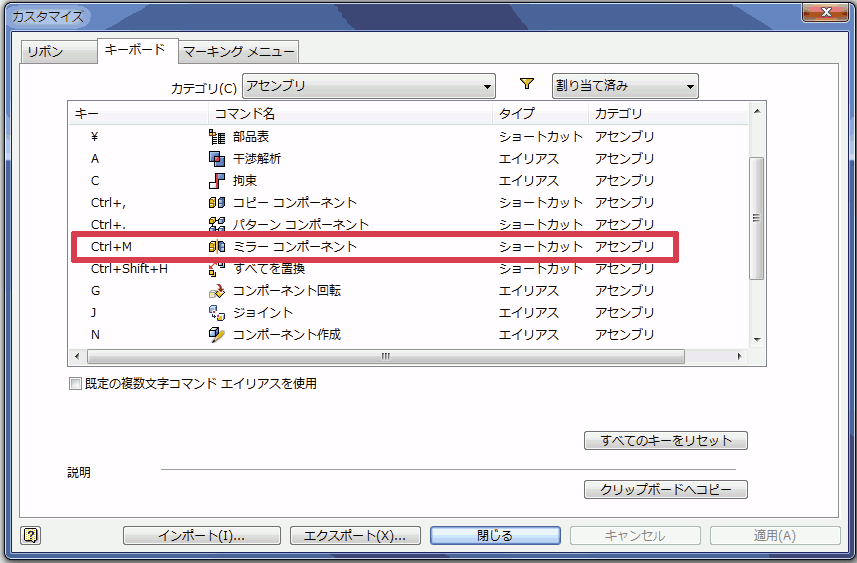 カスタマイズ
リボン キーボード マーキング メニュー
カテゴリ(C) アセンブリ 割り当て済み
キー コマンド名 タイプ カテゴリ
¥ 部品表 ショートカット アセンブリ
A 干渉解析 エイリアス アセンブリ
C 拘束 エイリアス アセンブリ
Ctrl+, コピー コンポーネント ショートカット アセンブリ
Ctrl+. パターン コンポーネント ショートカット アセンブリ
Ctrl+M ミラー コンポーネント ショートカット アセンブリ
Ctrl+Shift+H すべてを置換 ショートカット アセンブリ
G コンポーネント回転 エイリアス アセンブリ
J ジョイント エイリアス アセンブリ
N コンポーネント作成 エイリアス アセンブリ
既定の複数文字コマンド エイリアスを使用
すべてのキーをリセット
説明
クリップボードへコピー
インポート(I)... エクスポート(X)... 閉じる キャンセル 適用(A)